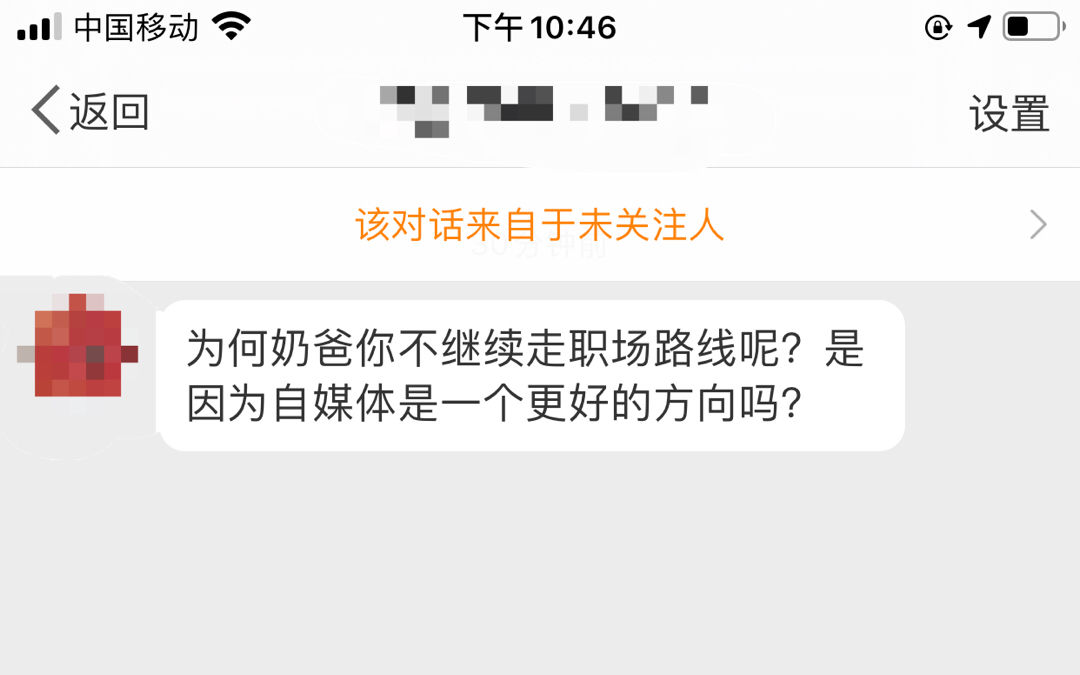 中国移动
下午10:46
返回
设置
该对话来自于未关注人
为何奶爸你不继续走职场路线呢？是
因为自媒体是一个更好的方向吗？